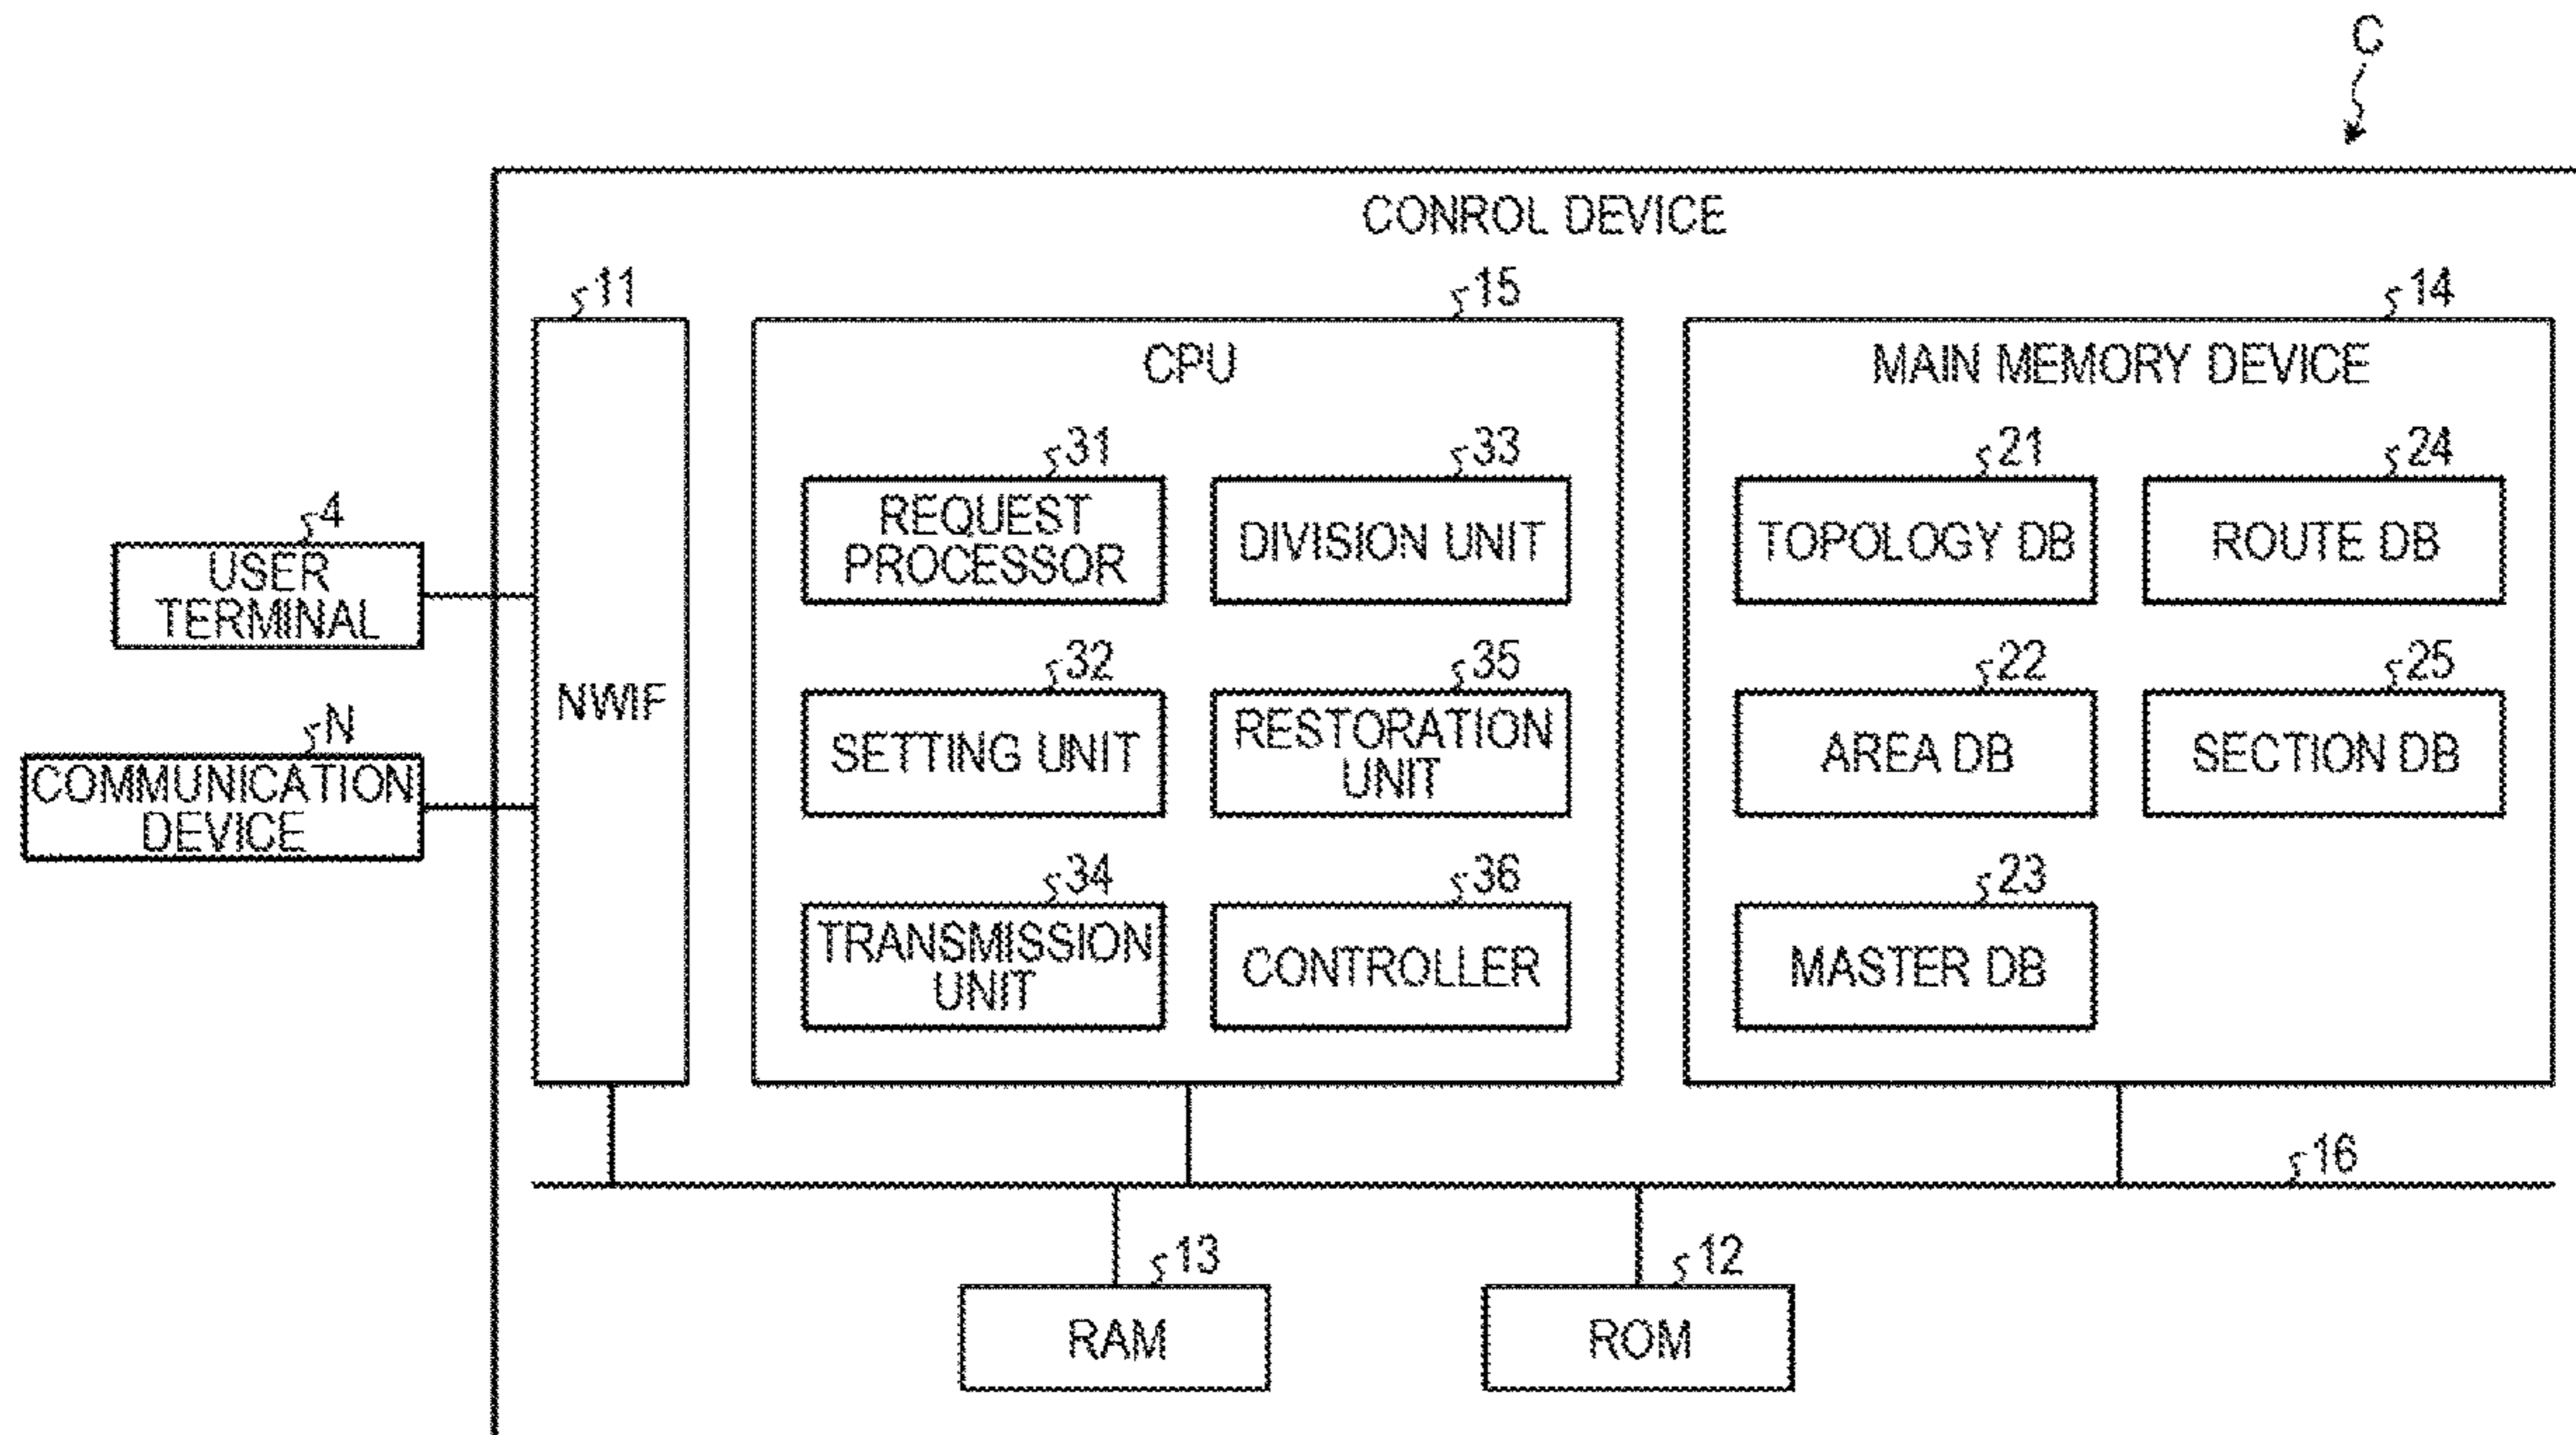 C
CONROL DEVICE
11
15
14
CPU
MAIN MEMORY DEVICE
31
33
21
24
REQUEST
PROCESSOR
DIVISION UNIT
TOPOLOGY DB
ROUTE DB
4
USER
TERMINAL
32
35
22
25
NWIF
SETTING UNIT
RESTORATION
UNIT
AREA DB
SECTION DB
N
COMMUNICATION
DEVICE
34
36
23
TRANSMISSION
UNIT
CONTROLLER
MASTER DB
16
13
12
RAM
ROM